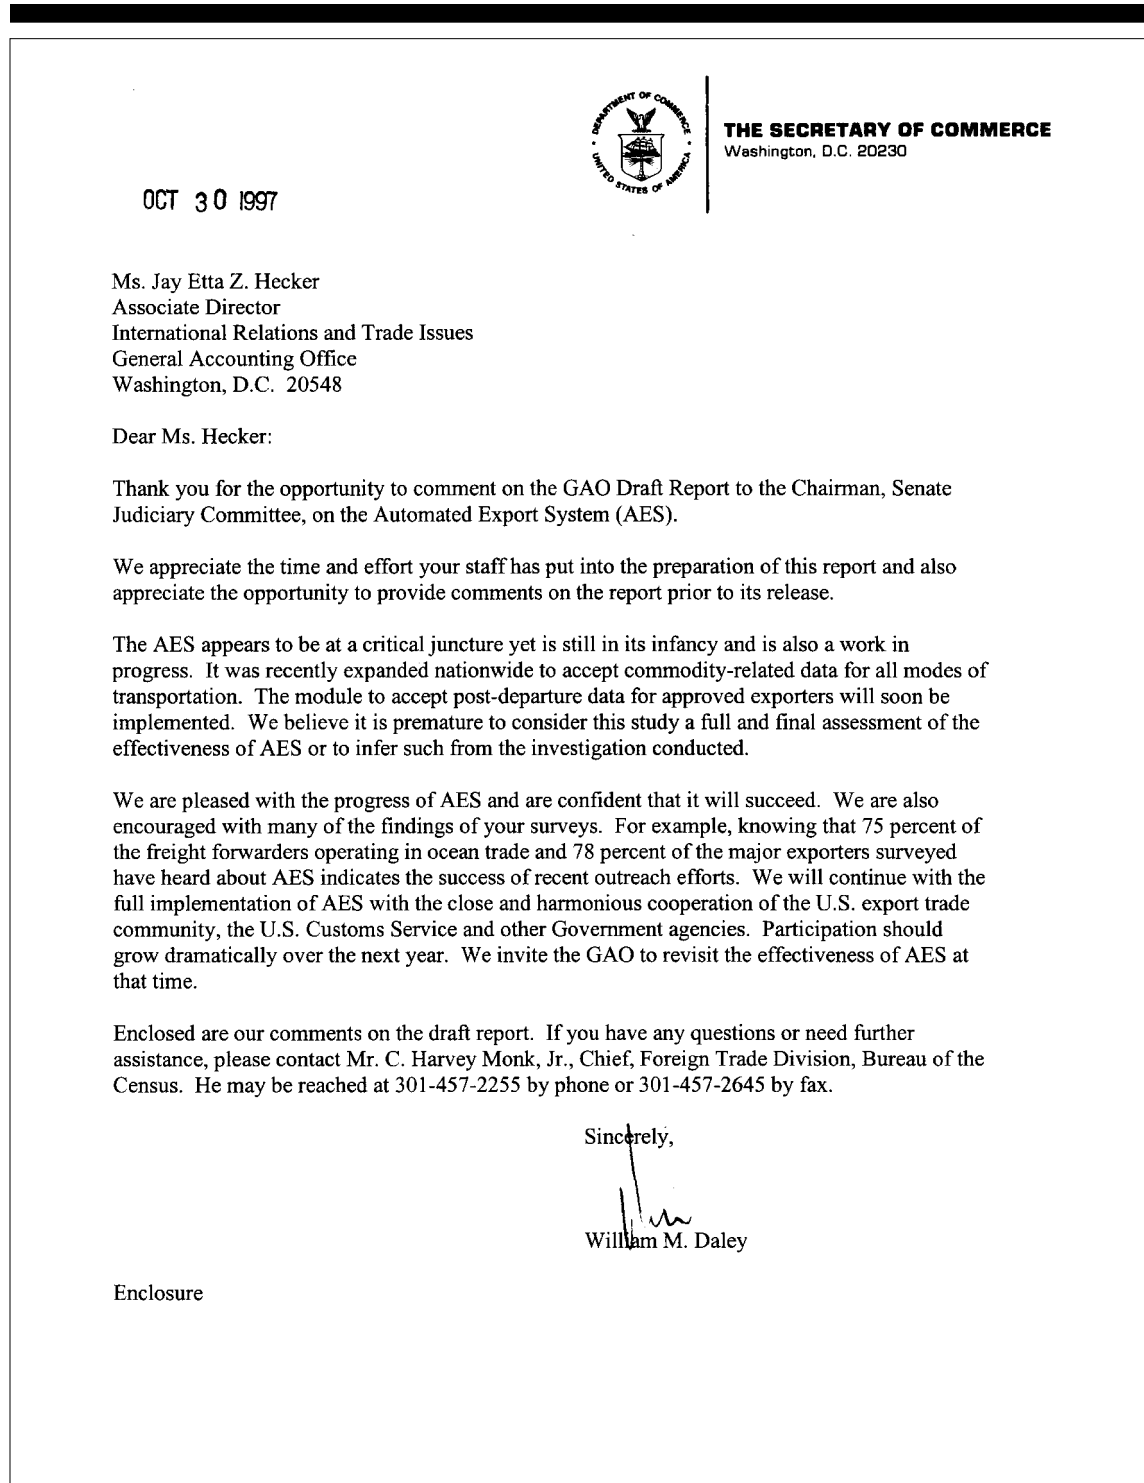 DEPARTMENT OF COMMERCE
UNITED STATES OF AMERICA
THE SECRETARY OF COMMERCE
Washington, D.C. 20230
OCT 30 1997
Ms. Jay Etta Z. Hecker
Associate Director
International Relations and Trade Issues
General Accounting Office
Washington, D.C. 20548
Dear Ms. Hecker:
Thank you for the opportunity to comment on the GAO Draft Report to the Chairman, Senate
Judiciary Committee, on the Automated Export System (AES).
We appreciate the time and effort your staff has put into the preparation of this report and also
appreciate the opportunity to provide comments on the report prior to its release.
The AES appears to be at a critical juncture yet is still in its infancy and is also a work in
progress. It was recently expanded nationwide to accept commodity-related data for all modes of
transportation. The module to accept post-departure data for approved exporters will soon be
implemented. We believe it is premature to consider this study a full and final assessment of the
effectiveness of AES or to infer such from the investigation conducted.
We are pleased with the progress of AES and are confident that it will succeed. We are also
encouraged with many of the findings of your surveys. For example, knowing that 75 percent of
the freight forwarders operating in ocean trade and 78 percent of the major exporters surveyed
have heard about AES indicates the success of recent outreach efforts. We will continue with the
full implementation of AES with the close and harmonious cooperation of the U.S. export trade
community, the U.S. Customs Service and other Government agencies. Participation should
grow dramatically over the next year. We invite the GAO to revisit the effectiveness of AES at
that time.
Enclosed are our comments on the draft report. If you have any questions or need further
assistance, please contact Mr. C. Harvey Monk, Jr., Chief, Foreign Trade Division, Bureau of the
Census. He may be reached at 301-457-2255 by phone or 301-457-2645 by fax.
Sincerely,
William M. Daley
Enclosure